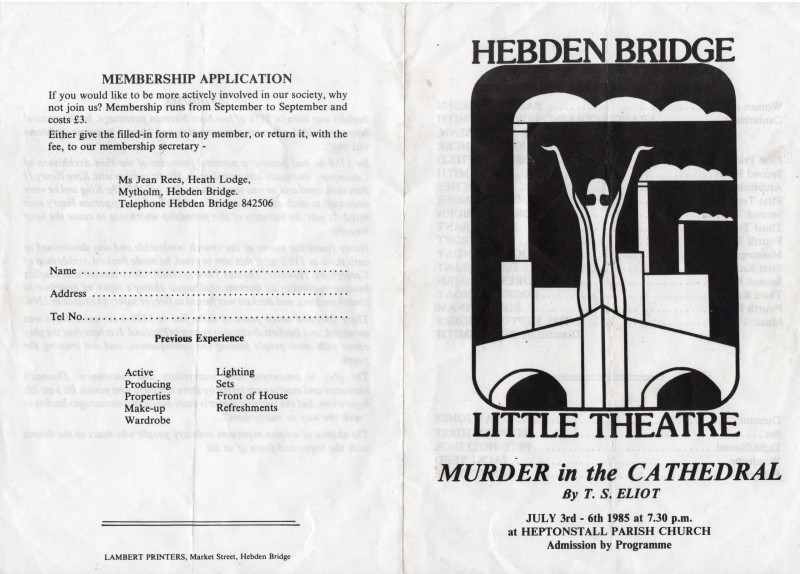 MEMBERSHIP APPLICATION
If you would like to be more actively involved in our society, why
not join us? Membership runs from September to September and
costs £3.
Either give the filled-in form to any member, or return it, with the
fee, to our membership secretary -
Ms Jean Rees, Heath Lodge,
Mytholm, Hebden Bridge.
Telephone Hebden Bridge 842506
Name ............................................................
Address ..........................................................
Tel No............................................................
Previous Experience
Active Lighting
Producing Sets
Properties Front of House
Make-up Refreshments
Wardrobe
LAMBERT PRINTERS, Market Street, Hebden Bridge
HEBDEN BRIDGE
LITTLE THEATRE
MURDER in the CATHEDRAL
By T. S. ELIOT
JULY 3rd - 6th 1985 at 7.30 p.m.
at HEPTONSTALL PARISH CHURCH
Admission by Programme